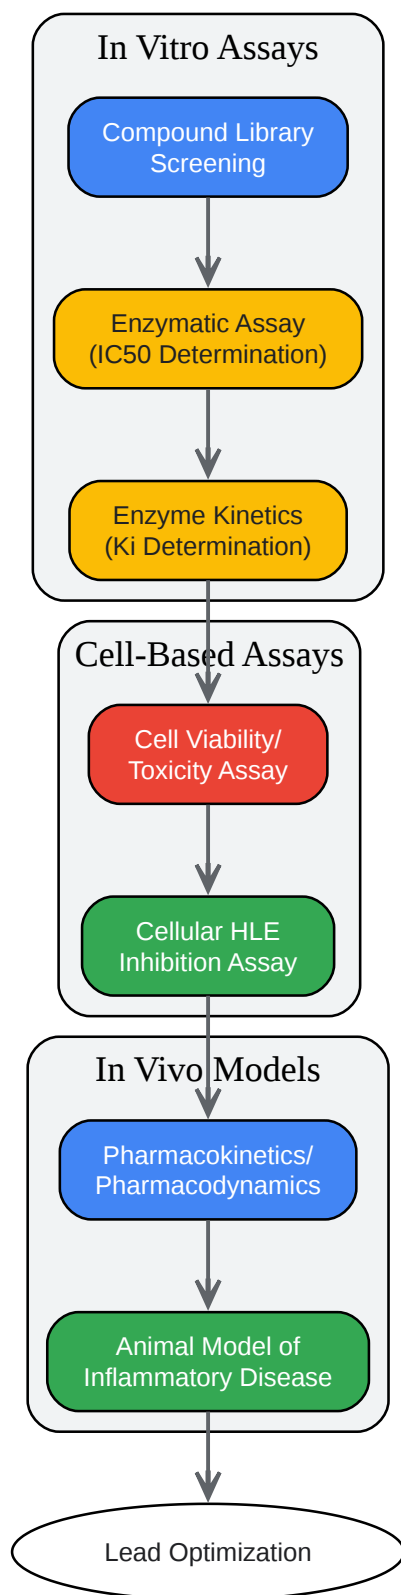 In Vitro Assays
Compound Library
Screening
Enzymatic Assay
(IC50 Determination)
Enzyme Kinetics
(Ki Determination)
Cell-Based Assays
Cell Viability/
Toxicity Assay
Cellular HLE
Inhibition Assay
In Vivo Models
Pharmacokinetics/
Pharmacodynamics
Animal Model of
Inflammatory Disease
Lead Optimization